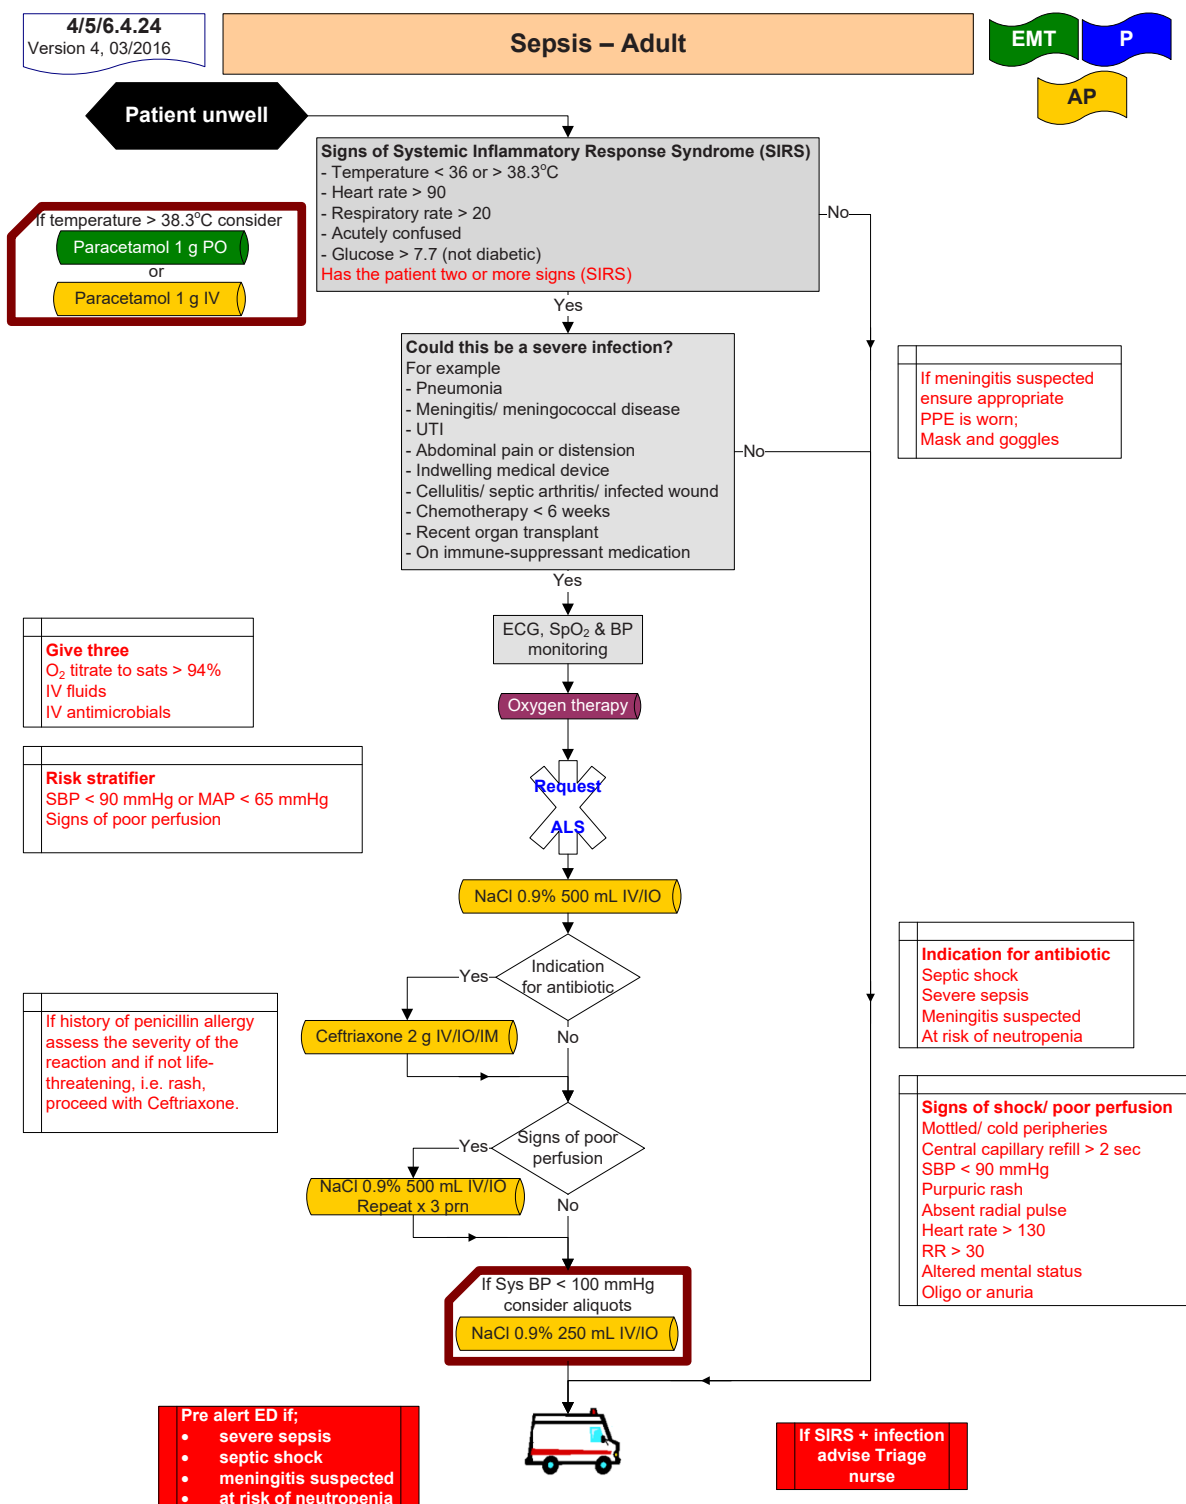 4/5/6.4.24
Version 4, 03/2016
Sepsis – Adult
EMT
P
AP
Patient unwell
Signs of Systemic Inflammatory Response Syndrome (SIRS)
- Temperature < 36 or > 38.3°C
- Heart rate > 90
- Respiratory rate > 20
- Acutely confused
- Glucose > 7.7 (not diabetic)
Has the patient two or more signs (SIRS)
No
If temperature > 38.3°C consider
Paracetamol 1 g PO
or
Paracetamol 1 g IV
Yes
Could this be a severe infection?
For example
- Pneumonia
- Meningitis/ meningococcal disease
- UTI
- Abdominal pain or distension
- Indwelling medical device
- Cellulitis/ septic arthritis/ infected wound
- Chemotherapy < 6 weeks
- Recent organ transplant
- On immune-suppressant medication
No
If meningitis suspected
ensure appropriate
PPE is worn;
Mask and goggles
Yes
ECG, SpO₂ & BP
monitoring
Give three
O₂ titrate to sats > 94%
IV fluids
IV antimicrobials
Oxygen therapy
Risk stratifier
SBP < 90 mmHg or MAP < 65 mmHg
Signs of poor perfusion
Request
ALS
NaCl 0.9% 500 mL IV/IO
Indication
for antibiotic
Yes
Indication for antibiotic
Septic shock
Severe sepsis
Meningitis suspected
At risk of neutropenia
If history of penicillin allergy
assess the severity of the
reaction and if not life-
threatening, i.e. rash,
proceed with Ceftriaxone.
Ceftriaxone 2 g IV/IO/IM
No
Signs of poor
perfusion
Yes
Signs of shock/ poor perfusion
Mottled/ cold peripheries
Central capillary refill > 2 sec
SBP < 90 mmHg
Purpuric rash
Absent radial pulse
Heart rate > 130
RR > 30
Altered mental status
Oligo or anuria
NaCl 0.9% 500 mL IV/IO
Repeat x 3 prn
No
If Sys BP < 100 mmHg
consider aliquots
NaCl 0.9% 250 mL IV/IO
Pre alert ED if;
• severe sepsis
• septic shock
• meningitis suspected
• at risk of neutropenia
If SIRS + infection
advise Triage
nurse